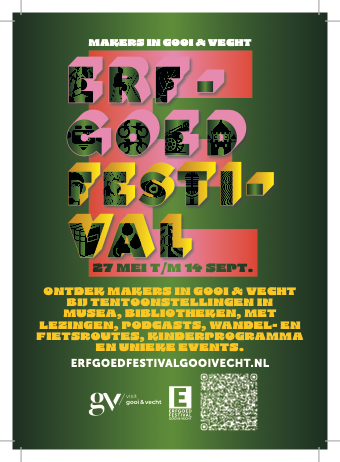 MAKERS IN GOOI & VECHT
ERF-
GOED
FESTI-
VAL
27 MEI T/M 14 SEPT.
ONTDEK MAKERS IN GOOI & VECHT
BIJ TENTOONSTELLINGEN IN
MUSEA, BIBLIOTHEKEN, MET
LEZINGEN, PODCASTS, WANDEL- EN
FIETSROUTES, KINDERPROGRAMMA
EN UNIEKE EVENTS.
ERFGOEDFESTIVALGOOIVECHT.NL
gv/ visit
gooi & vecht
E
ERFGOED
FESTIVAL